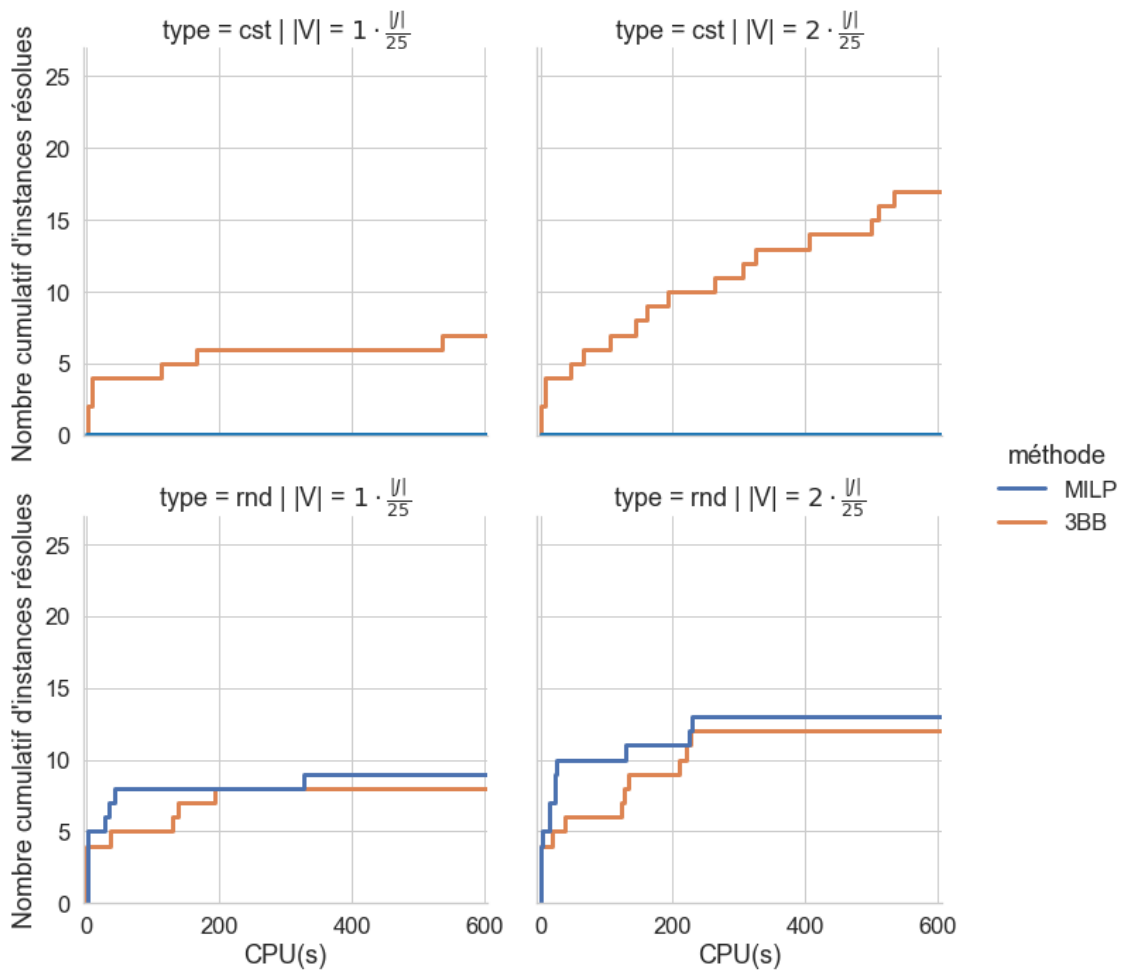 type = cst | |V| = 1 · |J|/25
type = cst | |V| = 2 · |J|/25
Nombre cumulatif d'instances résolues
25
20
15
10
5
0
méthode
MILP
3BB
type = rnd | |V| = 1 · |J|/25
type = rnd | |V| = 2 · |J|/25
Nombre cumulatif d'instances résolues
25
20
15
10
5
0
0 200 400 600
0 200 400 600
CPU(s)
CPU(s)